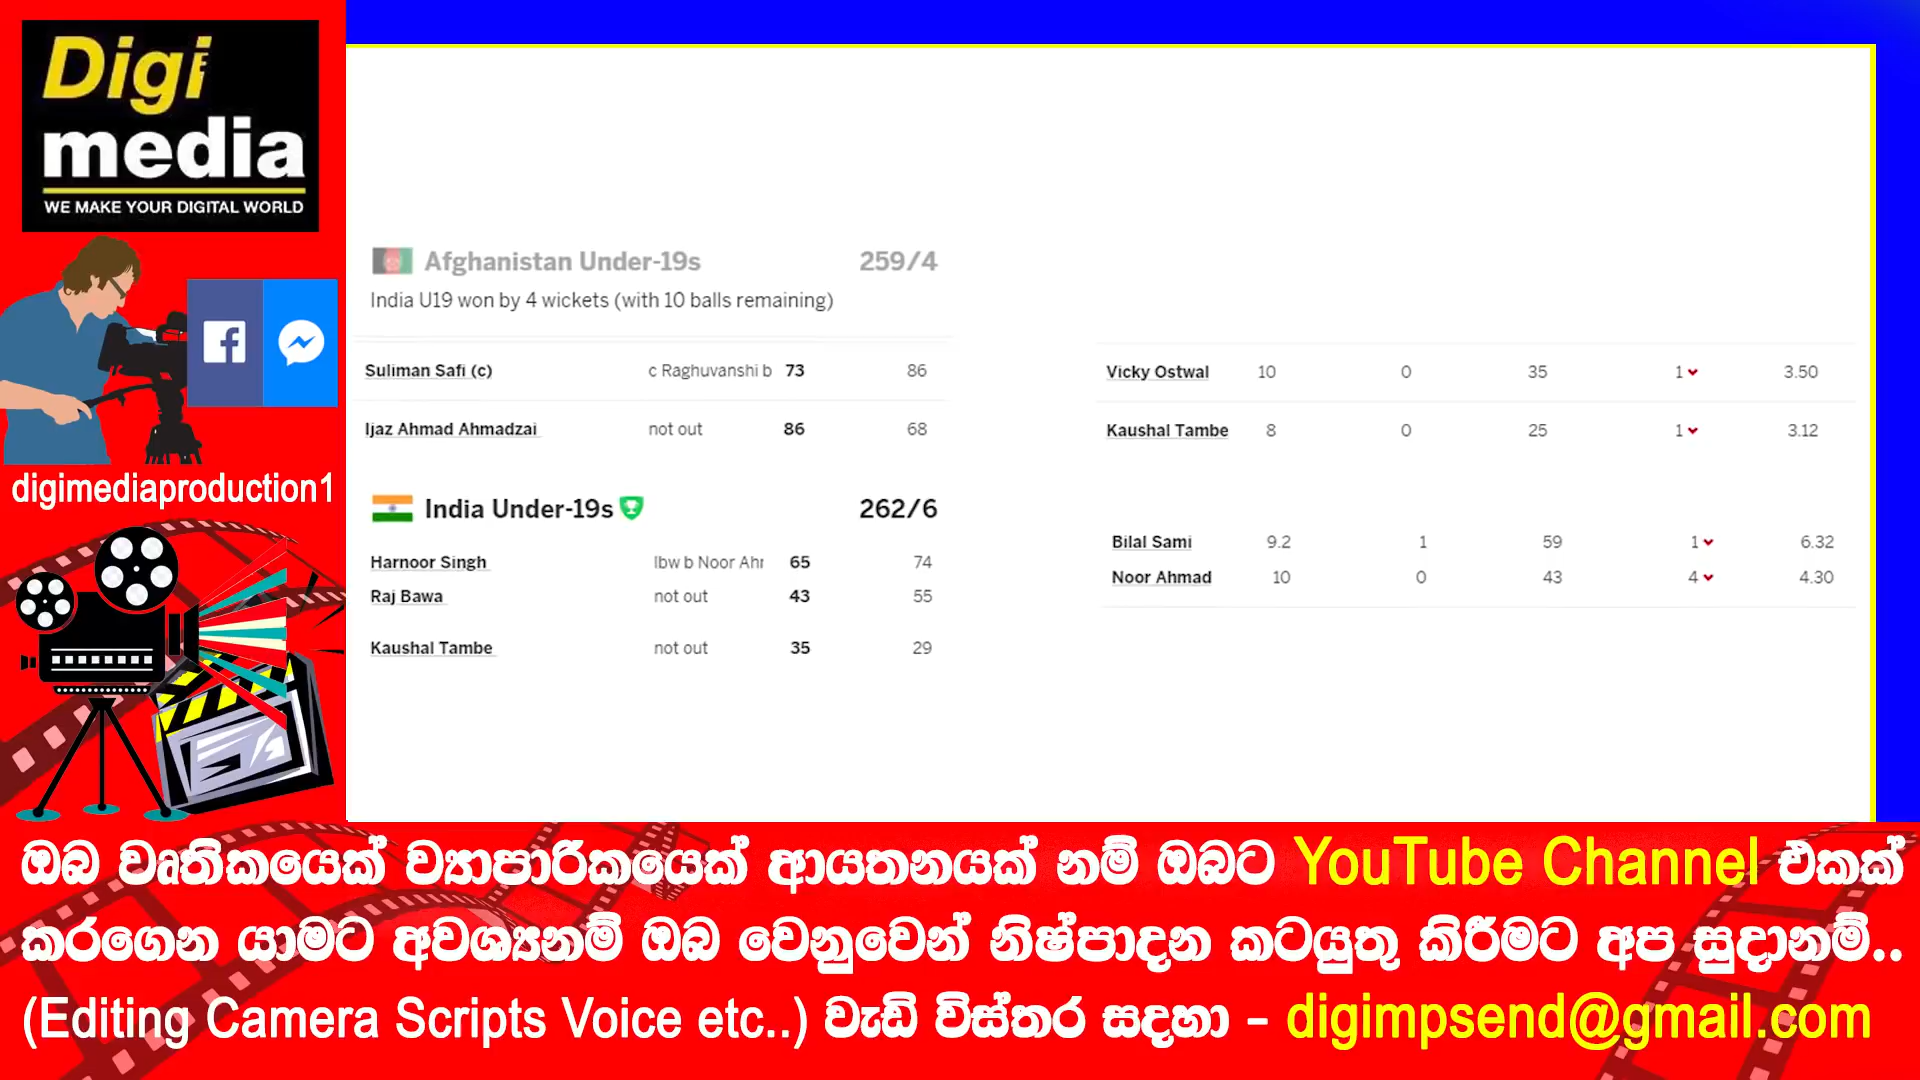 Digi
media
WE MAKE YOUR DIGITAL WORLD
digimediaproduction1
Afghanistan Under-19s 259/4
India U19 won by 4 wickets (with 10 balls remaining)
Suliman Safi (c) c Raghuvanshi b 73 86
Ijaz Ahmad Ahmadzai not out 86 68
India Under-19s 262/6
Harnoor Singh lbw b Noor Ahr 65 74
Raj Bawa not out 43 55
Kaushal Tambe not out 35 29
Vicky Ostwal 10 0 35 1 3.50
Kaushal Tambe 8 0 25 1 3.12
Bilal Sami 9.2 1 59 1 6.32
Noor Ahmad 10 0 43 4 4.30
ඔබ වෘතිකයෙක් ව්‍යාපාරිකයෙක් ආයතනයක් නම් ඔබට YouTube Channel එකක්
කරගෙන යාමට අවශ්‍යනම් ඔබ වෙනුවෙන් නිෂ්පාදන කටයුතු කිරීමට අප සුදානම්..
(Editing Camera Scripts Voice etc..) වැඩි විස්තර සදහා - digimpsend@gmail.com